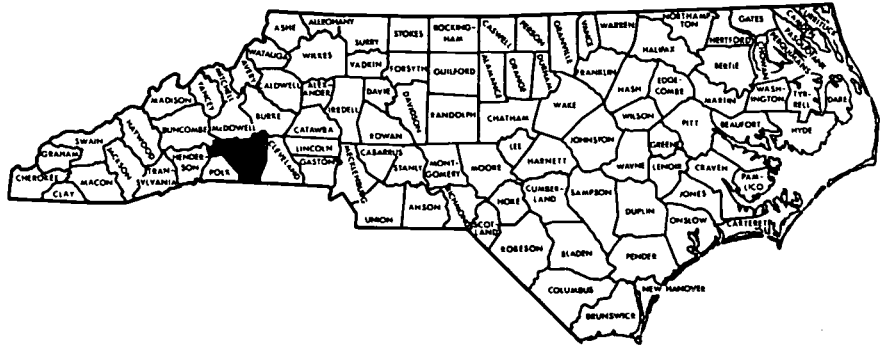 ASHE
ALLEGHANY
SURRY
STOKES
ROCKING-
HAM
CASWELL
PERSON
GRANVILLE
VANCE
WARREN
NORTHAMP
TON
GATES
HERTFORD
CURRITUCK
CAMDEN
PASQUOTANK
PERQUIMANS
CHOWAN
WATAUGA
WILKES
YADKIN
FORSYTH
GUILFORD
ALAMANCE
ORANGE
DURHAM
FRANKLIN
HALIFAX
BERTIE
AVERY
MITCHELL
YANCEY
MADISON
CALDWELL
ALEX-
ANDER
IREDELL
DAVIE
DAVIDSON
RANDOLPH
CHATHAM
WAKE
NASH
EDGE-
COMBE
MARTIN
WASH-
INGTON
TYR-
RELL
DARE
BURKE
McDOWELL
BUNCOMBE
HAYWOOD
SWAIN
GRAHAM
CATAWBA
ROWAN
WILSON
PITT
BEAUFORT
HYDE
LINCOLN
GASTON
CLEVELAND
POLK
HENDER-
SON
TRAN-
SYLVANIA
JACKSON
MACON
CHEROKEE
CLAY
MECKLENBURG
CABARRUS
STANLY
MONT-
GOMERY
MOORE
LEE
HARNETT
JOHNSTON
WAYNE
GREENE
LENOIR
CRAVEN
PAM-
LICO
UNION
ANSON
RICHMOND
SCOT-
LAND
HOKE
CUMBER-
LAND
SAMPSON
DUPLIN
JONES
ONSLOW
CARTERET
ROBESON
BLADEN
PENDER
COLUMBUS
NEW HANOVER
BRUNSWICK